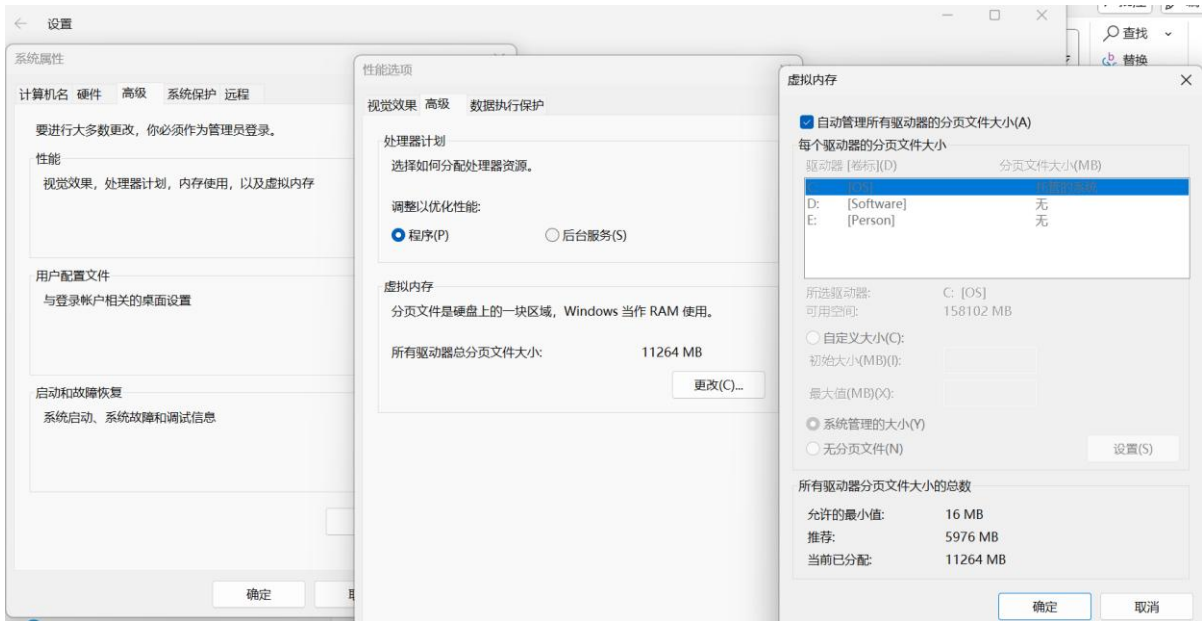 设置
查找
替换
系统属性
计算机名 硬件 高级 系统保护 远程
要进行大多数更改，你必须作为管理员登录。
性能
视觉效果，处理器计划，内存使用，以及虚拟内存
用户配置文件
与登录帐户相关的桌面设置
启动和故障恢复
系统启动、系统故障和调试信息
确定
性能选项
视觉效果 高级 数据执行保护
处理器计划
选择如何分配处理器资源。
调整以优化性能:
程序(P) 后台服务(S)
虚拟内存
分页文件是硬盘上的一块区域，Windows 当作 RAM 使用。
所有驱动器总分页文件大小: 11264 MB
更改(C)...
虚拟内存
自动管理所有驱动器的分页文件大小(A)
每个驱动器的分页文件大小
驱动器 [卷标](D) 分页文件大小(MB)
C: [OS] 托管的系统
D: [Software] 无
E: [Person] 无
所选驱动器: C: [OS]
可用空间: 158102 MB
自定义大小(C):
初始大小(MB)(I):
最大值(MB)(X):
系统管理的大小(Y)
无分页文件(N) 设置(S)
所有驱动器分页文件大小的总数
允许的最小值: 16 MB
推荐: 5976 MB
当前已分配: 11264 MB
确定 取消